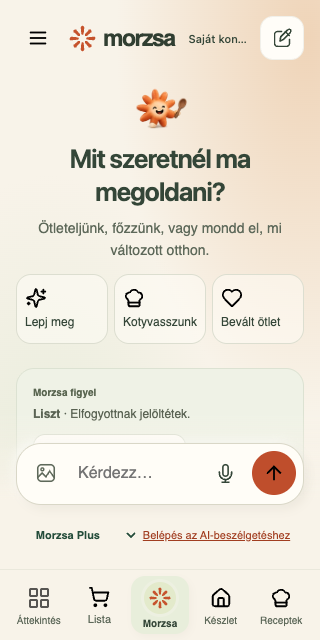 morzsa
Saját kon...
Mit szeretnél ma
megoldani?
Ötleteljünk, főzzünk, vagy mondd el, mi
változott otthon.
Lepj meg
Kotyvasszunk
Bevált ötlet
Morzsa figyel
Liszt · Elfogyottnak jelöltétek.
Kérdezz...
Morzsa Plus
Belépés az AI-beszélgetéshez
Áttekintés
Lista
Morzsa
Készlet
Receptek